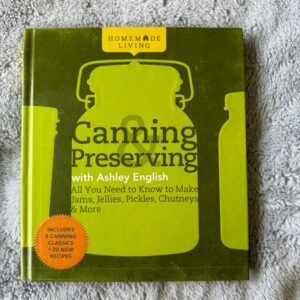 HOMEMADE
LIVING
Canning
&
Preserving
with Ashley English
All You Need to Know to Make
Jams, Jellies, Pickles, Chutneys
& More
INCLUDES
8 CANNING
CLASSICS
+ 20 NEW
RECIPES